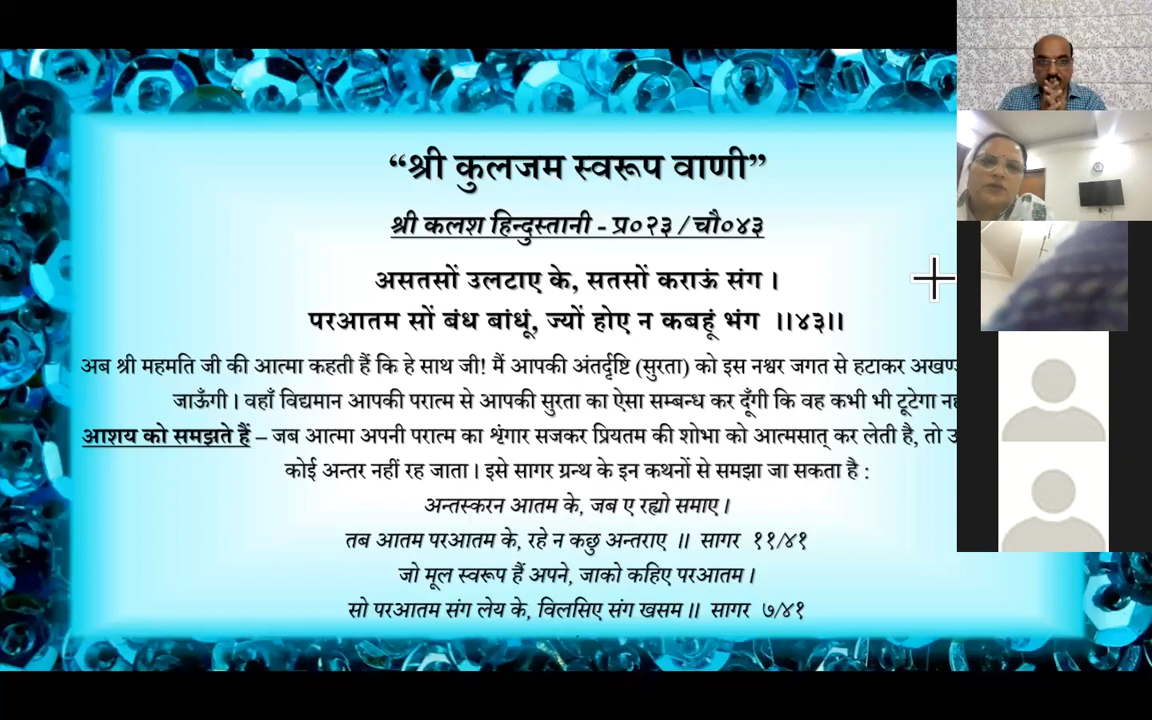 “श्री कुलजम स्वरूप वाणी”
श्री कलश हिन्दुस्तानी - प्र०२३ / चौ०४३
असतसों उलटाए के, सतसों कराऊं संग ।
परआतम सों बंध बांधूं, ज्यों होए न कबहूं भंग ।।४३।।
अब श्री महमति जी की आत्मा कहती हैं कि हे साथ जी! मैं आपकी अंतर्दृष्टि (सुरता) को इस नश्वर जगत से हटाकर
जाऊँगी । वहाँ विद्यमान आपकी परात्म से आपकी सुरता का ऐसा सम्बन्ध कर दूँगी कि वह कभी भी टूटेगा
आशय को समझते हैं – जब आत्मा अपनी परात्म का श्रृंगार सजकर प्रियतम की शोभा को आत्मसात् कर लेती है, तो
कोई अन्तर नहीं रह जाता । इसे सागर ग्रन्थ के इन कथनों से समझा जा सकता है :
अन्तस्करन आतम के, जब ए रह्यो समाए ।
तब आतम परआतम के, रहे न कछु अन्तराए ।। सागर ११/४१
जो मूल स्वरूप हैं अपने, जाको कहिए परआतम ।
सो परआतम संग लेय के, विलसिए संग खसम ।। सागर ७/४१